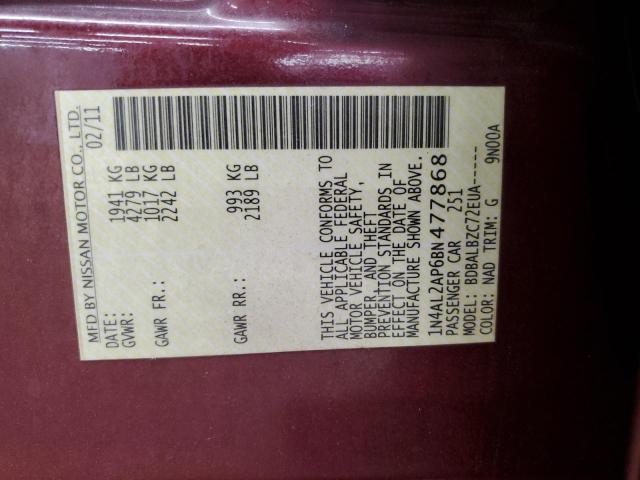 MFD BY NISSAN MOTOR CO., LTD.
DATE: 02/11
GVWR: 1941 KG
4279 LB
GAWR FR.: 1017 KG
2242 LB
GAWR RR.: 993 KG
2189 LB
THIS VEHICLE CONFORMS TO
ALL APPLICABLE FEDERAL
MOTOR VEHICLE SAFETY,
BUMPER, AND THEFT
PREVENTION STANDARDS IN
EFFECT ON THE DATE OF
MANUFACTURE SHOWN ABOVE.
1N4AL2AP6BN477868
PASSENGER CAR 251
MODEL: BDBALBZC72EUA-----
COLOR: NAD TRIM: G 9N00A